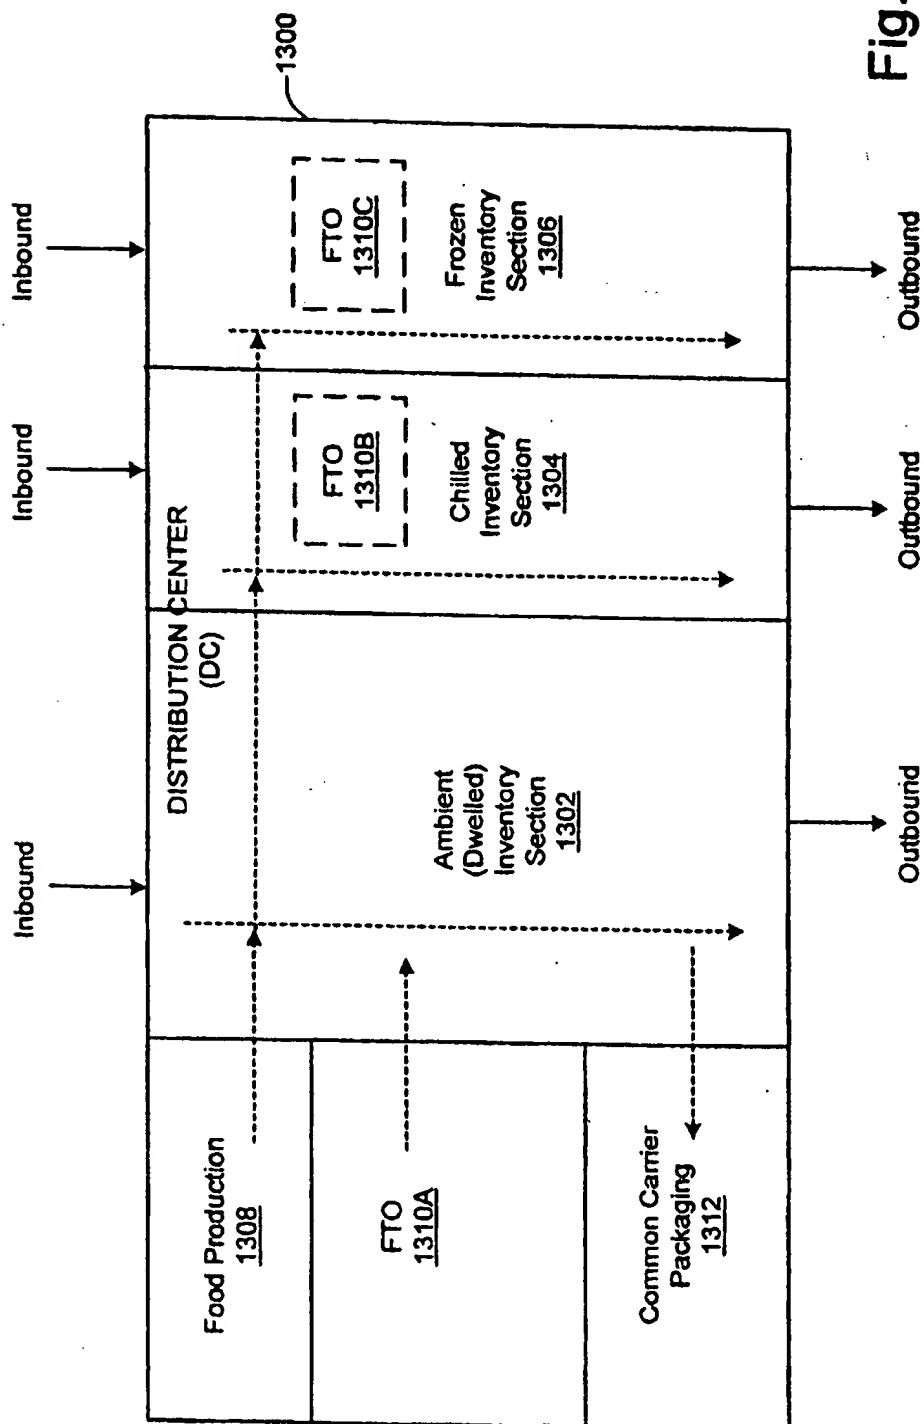 Inbound
Inbound
Inbound
1300
DISTRIBUTION CENTER
(DC)
Food Production
1308
FTO
1310A
Common Carrier
Packaging
1312
Ambient
(Dwelled)
Inventory
Section
1302
FTO
1310B
Chilled
Inventory
Section
1304
FTO
1310C
Frozen
Inventory
Section
1306
Outbound
Outbound
Outbound
Fig.